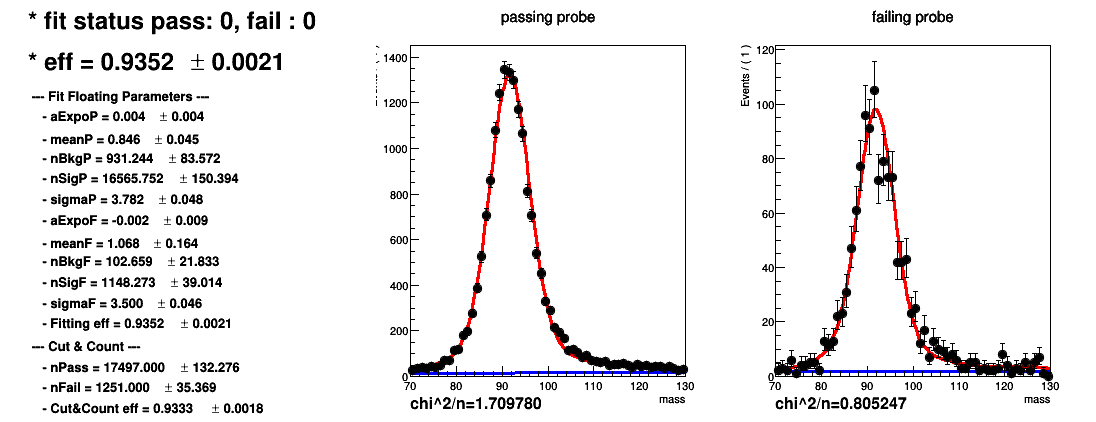 * fit status pass: 0, fail : 0
* eff = 0.9352 ± 0.0021
--- Fit Floating Parameters ---
- aExpoP = 0.004 ± 0.004
- meanP = 0.846 ± 0.045
- nBkgP = 931.244 ± 83.572
- nSigP = 16565.752 ± 150.394
- sigmaP = 3.782 ± 0.048
- aExpoF = -0.002 ± 0.009
- meanF = 1.068 ± 0.164
- nBkgF = 102.659 ± 21.833
- nSigF = 1148.273 ± 39.014
- sigmaF = 3.500 ± 0.046
- Fitting eff = 0.9352 ± 0.0021
--- Cut & Count ---
- nPass = 17497.000 ± 132.276
- nFail = 1251.000 ± 35.369
- Cut&Count eff = 0.9333 ± 0.0018
passing probe
1400
1200
1000
800
600
400
200
0
70 80 90 100 110 120 130
mass
chi^2/n=1.709780
failing probe
Events / ( 1 )
120
100
80
60
40
20
0
70 80 90 100 110 120 130
mass
chi^2/n=0.805247